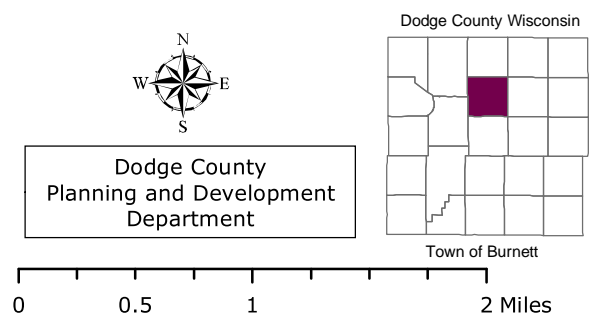 Dodge County Wisconsin
N
W E
S
Dodge County
Planning and Development
Department
Town of Burnett
0 0.5 1 2 Miles